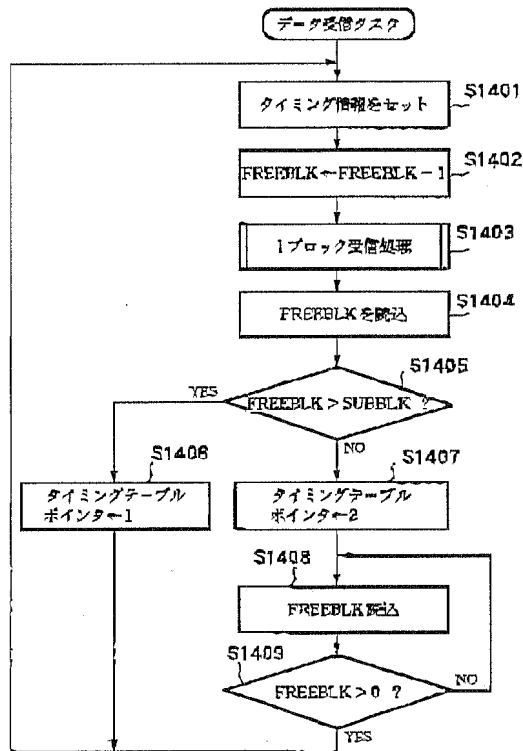 データ受信タスク
S1401
タイミング情報をセット
S1402
FREEBLK←FREEBLK-1
S1403
1ブロック受信処理
S1404
FREEBLKを読込
S1405
YES
FREEBLK>SUBBLK ?
NO
S1406
タイミングテーブル
ポインタ←1
S1407
タイミングテーブル
ポインタ←2
S1408
FREEBLK読込
S1409
FREEBLK>0 ?
NO
YES